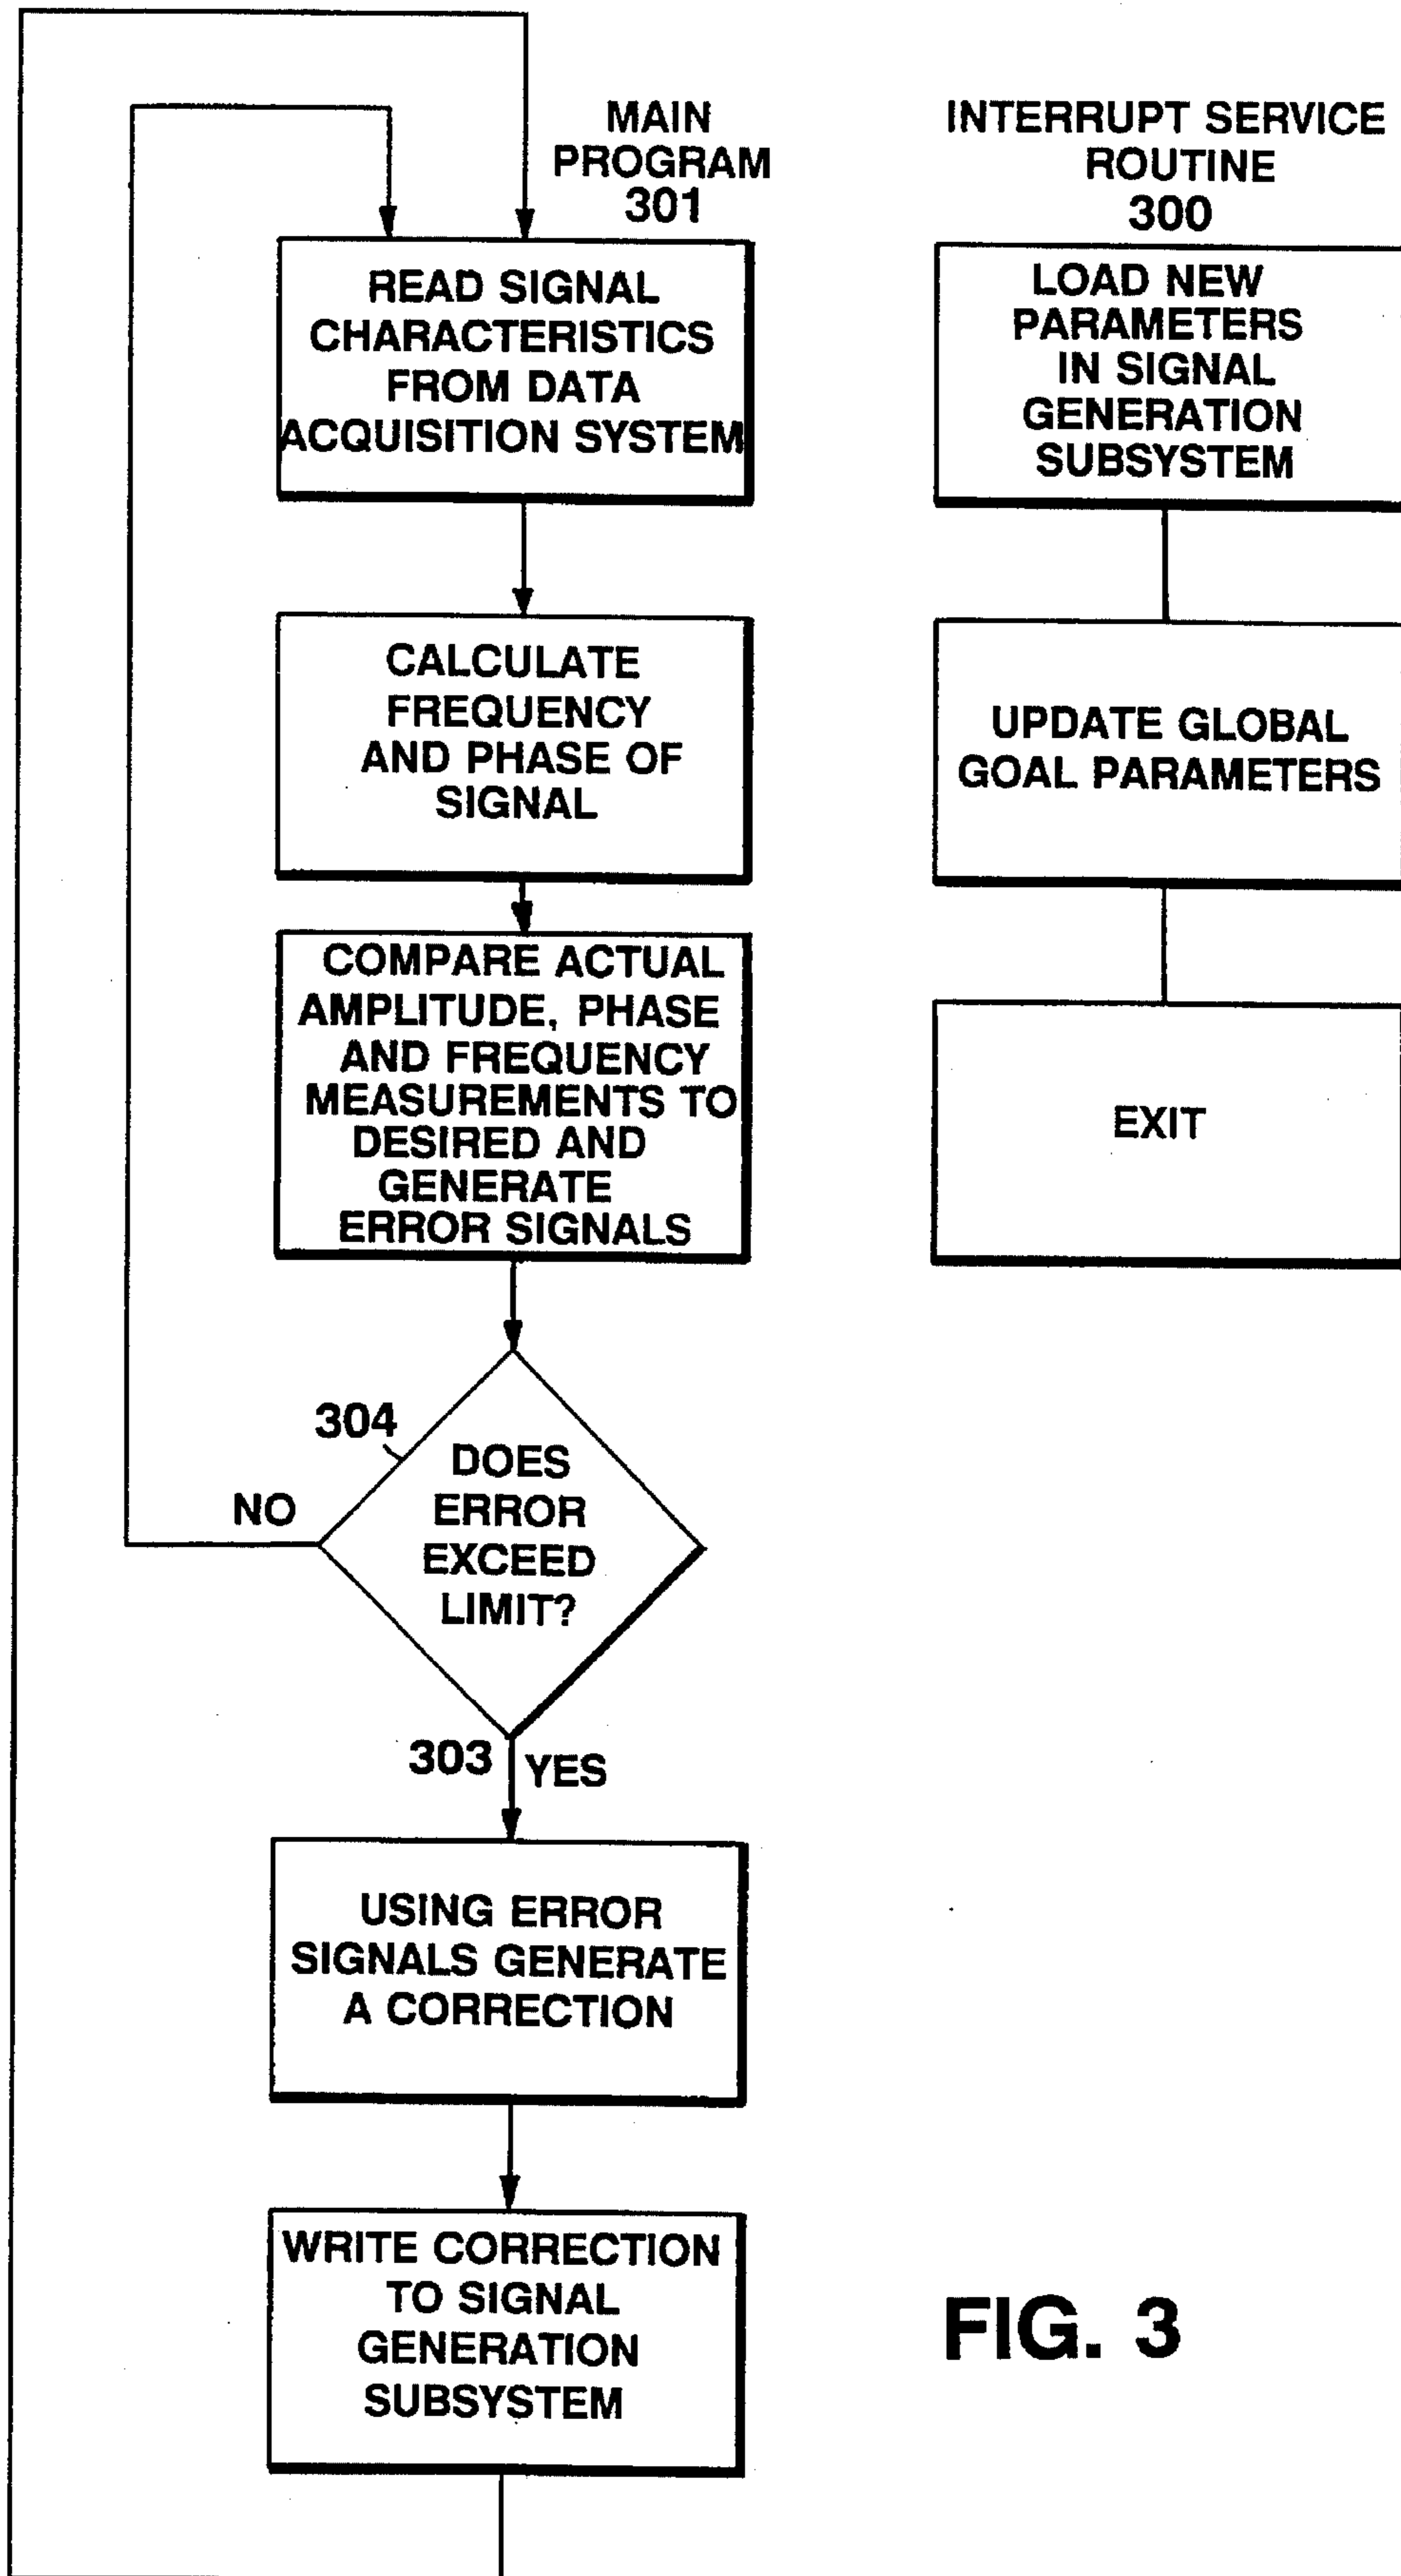 MAIN
PROGRAM
301
READ SIGNAL
CHARACTERISTICS
FROM DATA
ACQUISITION SYSTEM
CALCULATE
FREQUENCY
AND PHASE OF
SIGNAL
COMPARE ACTUAL
AMPLITUDE, PHASE
AND FREQUENCY
MEASUREMENTS TO
DESIRED AND
GENERATE
ERROR SIGNALS
304
DOES
ERROR
EXCEED
LIMIT?
NO
303
YES
USING ERROR
SIGNALS GENERATE
A CORRECTION
WRITE CORRECTION
TO SIGNAL
GENERATION
SUBSYSTEM
INTERRUPT SERVICE
ROUTINE
300
LOAD NEW
PARAMETERS
IN SIGNAL
GENERATION
SUBSYSTEM
UPDATE GLOBAL
GOAL PARAMETERS
EXIT
FIG. 3